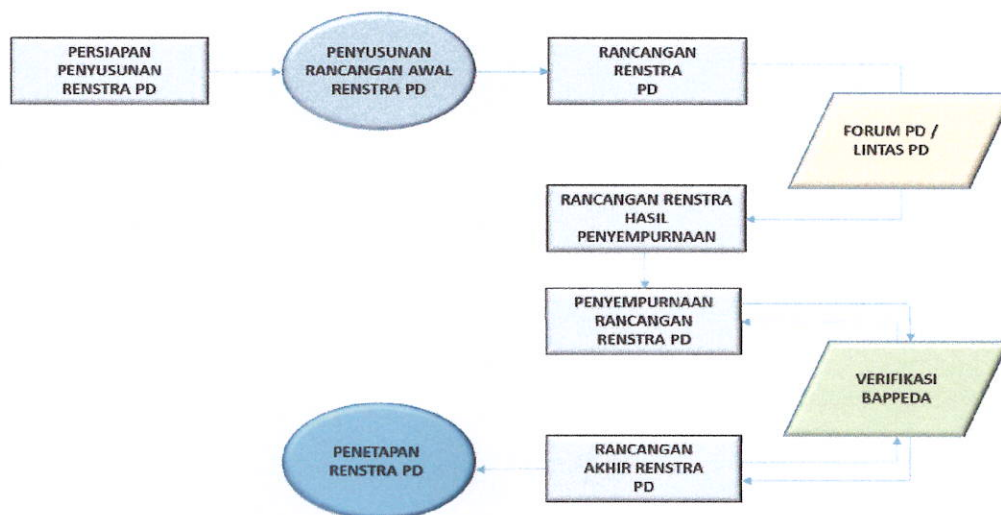 PERSIAPAN
PENYUSUNAN
RENSTRA PD
PENYUSUNAN
RANCANGAN AWAL
RENSTRA PD
RANCANGAN
RENSTRA
PD
FORUM PD /
LINTAS PD
RANCANGAN RENSTRA
HASIL
PENYEMPURNAAN
PENYEMPURNAAN
RANCANGAN
RENSTRA PD
VERIFIKASI
BAPPEDA
RANCANGAN
AKHIR RENSTRA
PD
PENETAPAN
RENSTRA PD